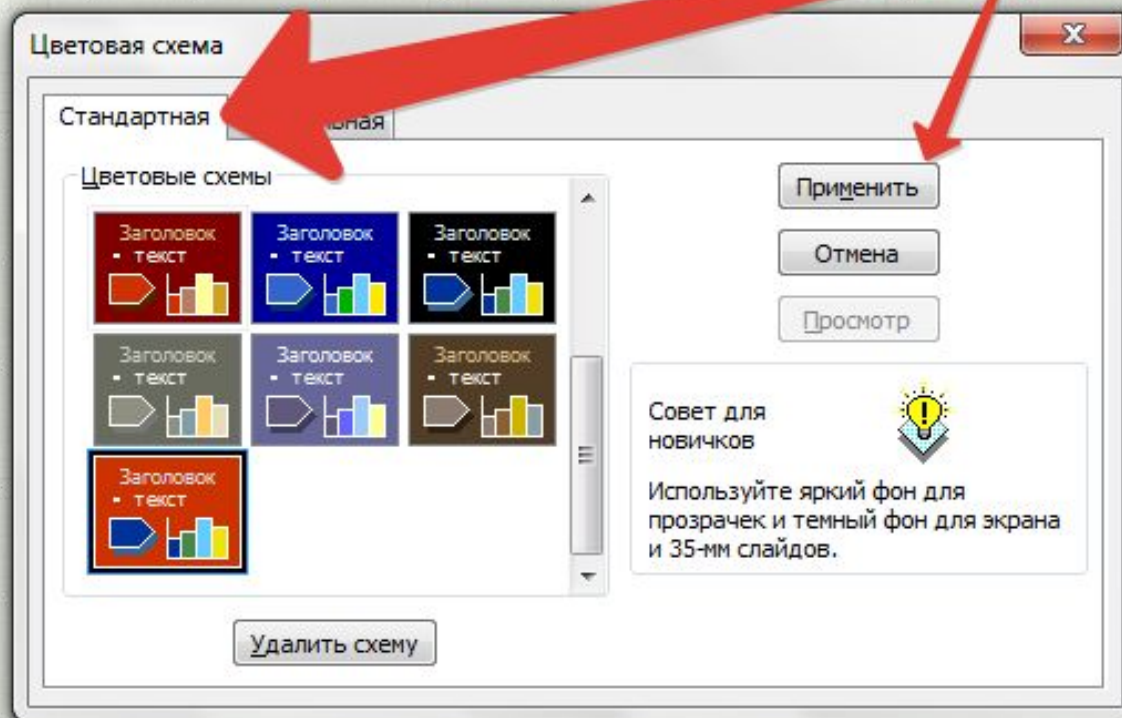 Цветовая схема
Стандартная
Цветовые схемы
Применить
Заголовок
текст
Заголовок
текст
Заголовок
текст
Отмена
Просмотр
Заголовок
текст
Заголовок
текст
Заголовок
текст
Совет для
новичков
Заголовок
текст
Используйте яркий фон для
прозрачек и темный фон для экрана
и 35-мм слайдов.
Удалить схему